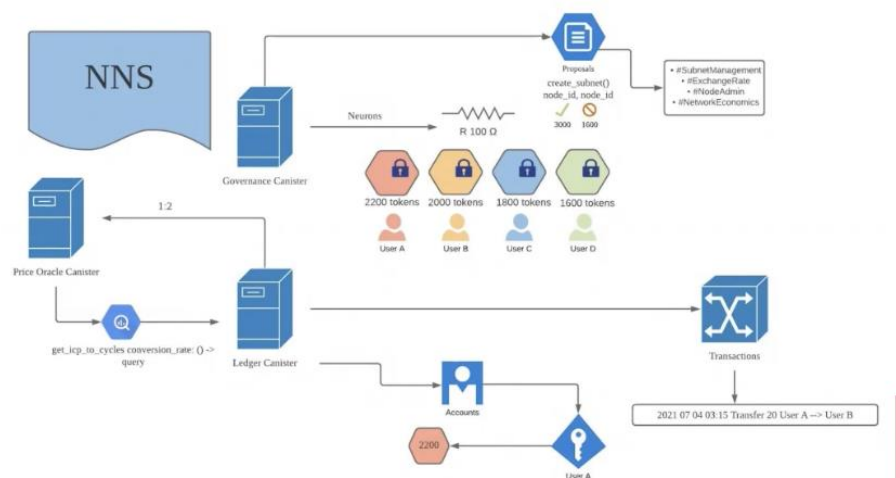 NNS
Proposals
create_subnet()
node_id, node_id
3000 1600
• #SubnetManagement
• #ExchangeRate
• #NodeAdmin
• #NetworkEconomics
Governance Canister
Neurons
R 100 Ω
2200 tokens
2000 tokens
1800 tokens
1600 tokens
User A
User B
User C
User D
1:2
Price Oracle Canister
get_icp_to_cycles conversion_rate: () ->
query
Ledger Canister
Transactions
2021 07 04 03:15 Transfer 20 User A --> User B
Accounts
2200
User A